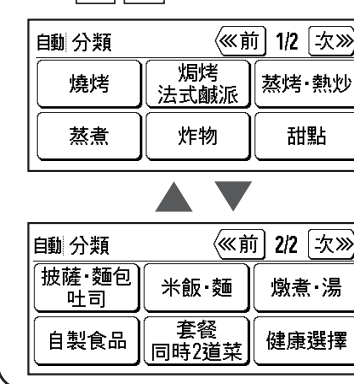 自動 分類 ⋘前 1/2 次⋙
燒烤
焗烤
法式鹹派
蒸烤·熱炒
蒸煮
炸物
甜點
自動 分類 ⋘前 2/2 次⋙
披薩·麵包
吐司
米飯·麵
燉煮·湯
自製食品
套餐
同時2道菜
健康選擇